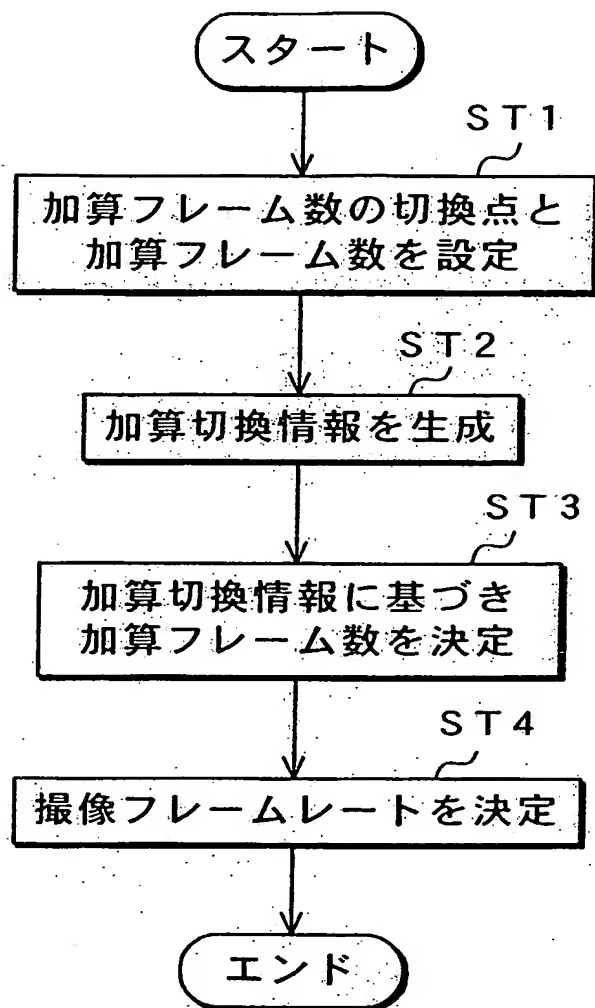 スタート
ST1
加算フレーム数の切換点と
加算フレーム数を設定
ST2
加算切換情報を生成
ST3
加算切換情報に基づき
加算フレーム数を決定
ST4
撮像フレームレートを決定
エンド